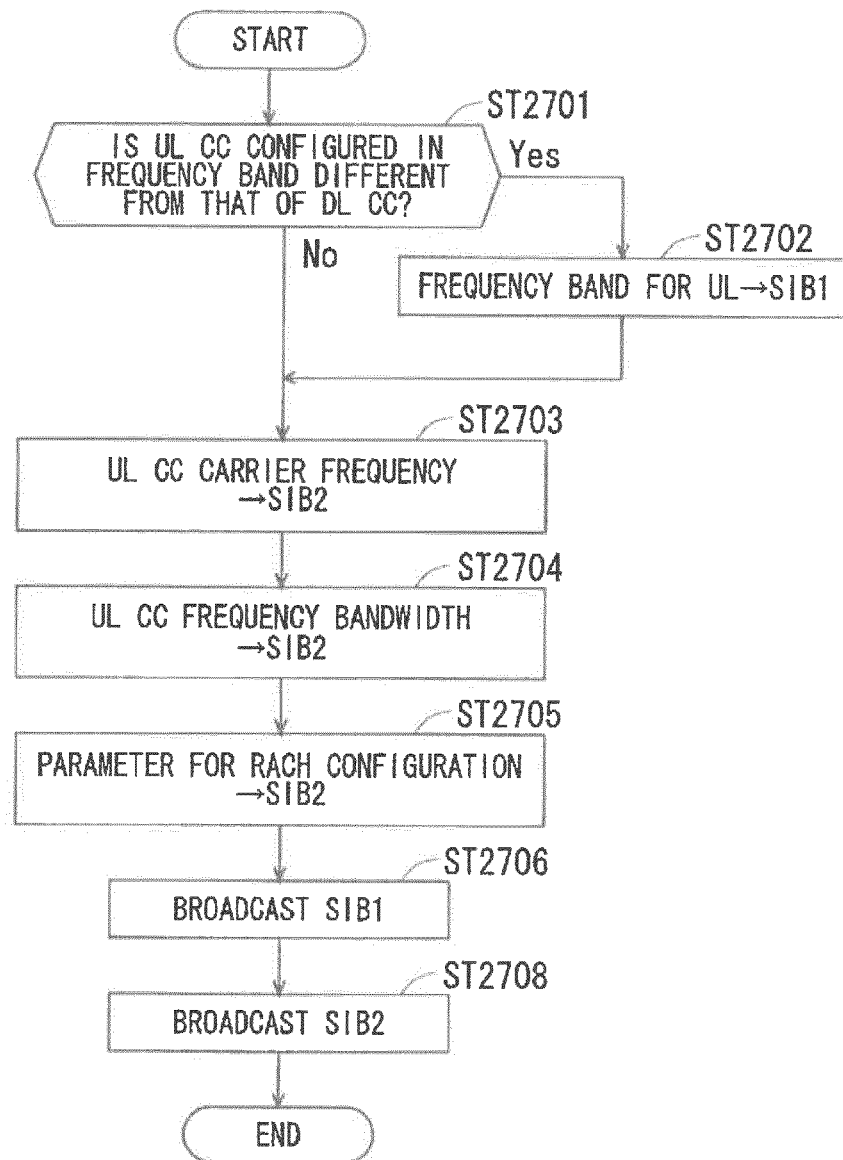 START
ST2701
IS UL CC CONFIGURED IN
FREQUENCY BAND DIFFERENT
FROM THAT OF DL CC?
Yes
No
ST2702
FREQUENCY BAND FOR UL→SIB1
ST2703
UL CC CARRIER FREQUENCY
→SIB2
ST2704
UL CC FREQUENCY BANDWIDTH
→SIB2
ST2705
PARAMETER FOR RACH CONFIGURATION
→SIB2
ST2706
BROADCAST SIB1
ST2708
BROADCAST SIB2
END